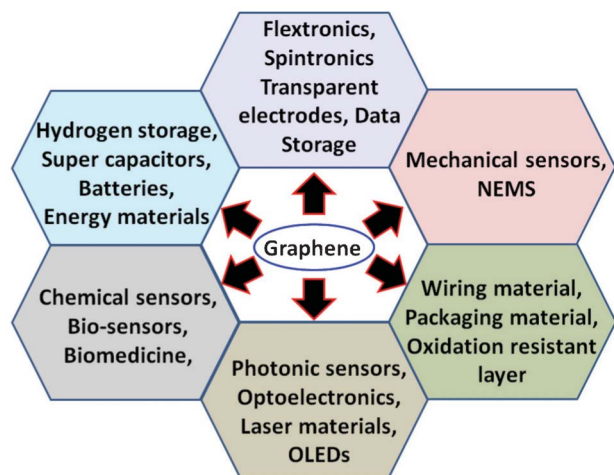 Flextronics,
Spintronics
Transparent
electrodes, Data
Storage
Hydrogen storage,
Super capacitors,
Batteries,
Energy materials
Mechanical sensors,
NEMS
Graphene
Chemical sensors,
Bio-sensors,
Biomedicine,
Wiring material,
Packaging material,
Oxidation resistant
layer
Photonic sensors,
Optoelectronics,
Laser materials,
OLEDs